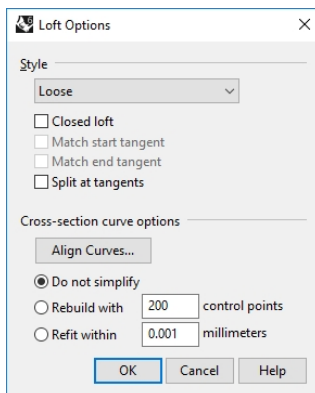 Loft Options
Style
Loose
Closed loft
Match start tangent
Match end tangent
Split at tangents
Cross-section curve options
Align Curves...
Do not simplify
Rebuild with 200 control points
Refit within 0.001 millimeters
OK Cancel Help